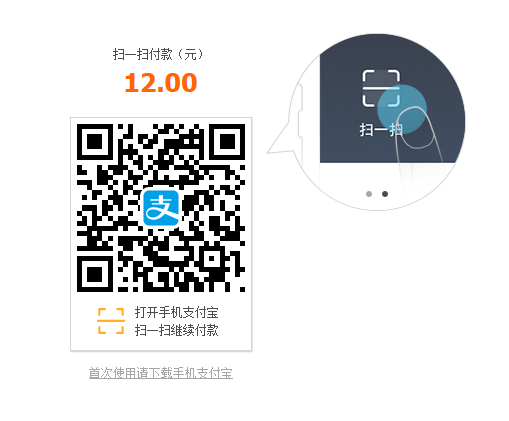 扫一扫付款（元）
12.00
扫一扫
支
打开手机支付宝
扫一扫继续付款
首次使用请下载手机支付宝